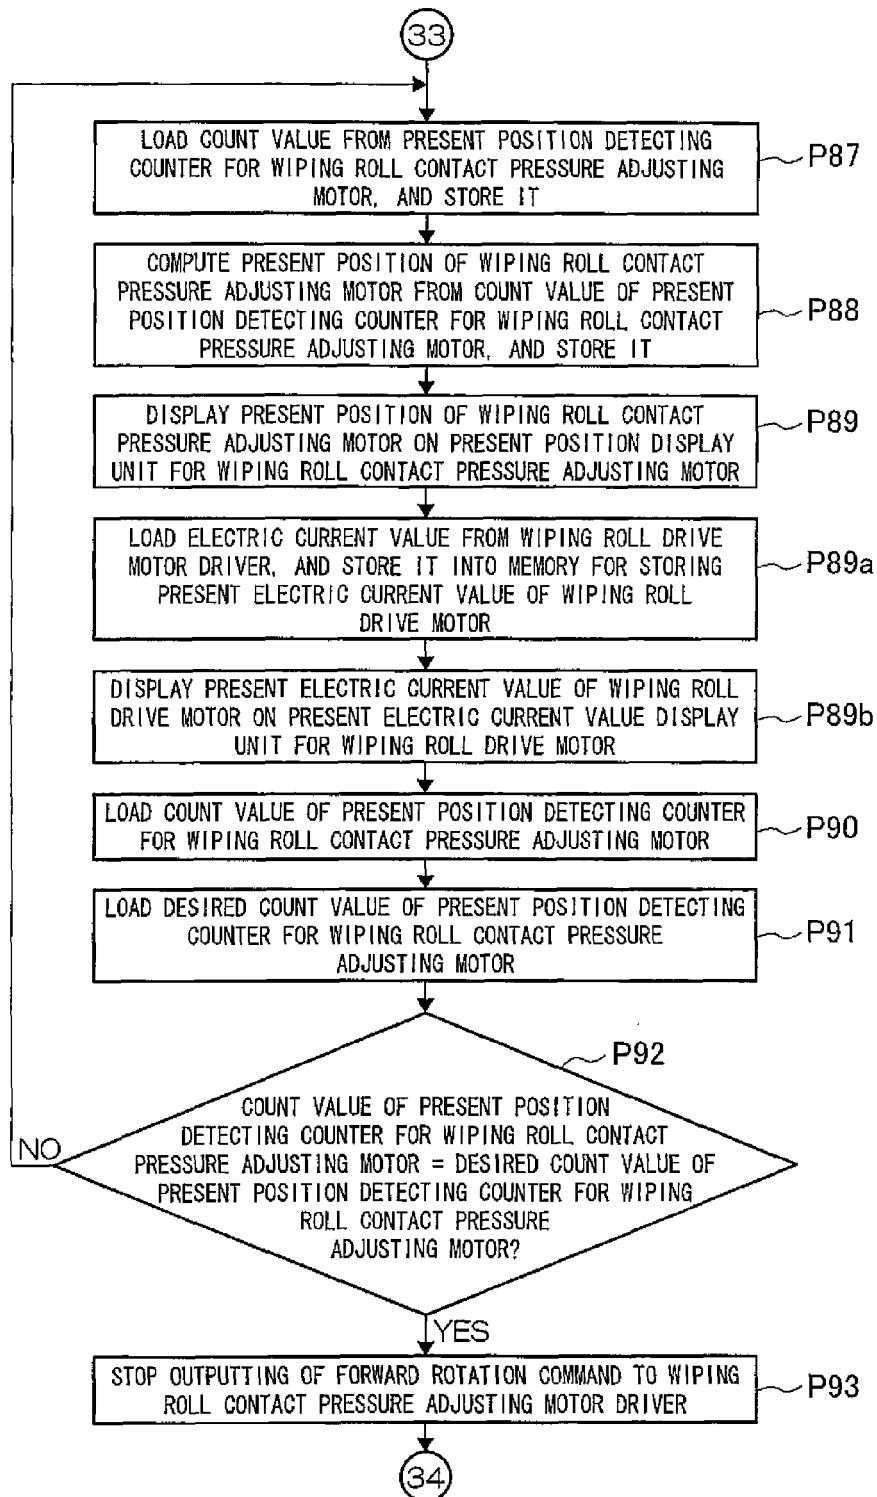 33
LOAD COUNT VALUE FROM PRESENT POSITION DETECTING
COUNTER FOR WIPING ROLL CONTACT PRESSURE ADJUSTING
MOTOR, AND STORE IT
P87
COMPUTE PRESENT POSITION OF WIPING ROLL CONTACT
PRESSURE ADJUSTING MOTOR FROM COUNT VALUE OF PRESENT
POSITION DETECTING COUNTER FOR WIPING ROLL CONTACT
PRESSURE ADJUSTING MOTOR, AND STORE IT
P88
DISPLAY PRESENT POSITION OF WIPING ROLL CONTACT
PRESSURE ADJUSTING MOTOR ON PRESENT POSITION DISPLAY
UNIT FOR WIPING ROLL CONTACT PRESSURE ADJUSTING MOTOR
P89
LOAD ELECTRIC CURRENT VALUE FROM WIPING ROLL DRIVE
MOTOR DRIVER, AND STORE IT INTO MEMORY FOR STORING
PRESENT ELECTRIC CURRENT VALUE OF WIPING ROLL
DRIVE MOTOR
P89a
DISPLAY PRESENT ELECTRIC CURRENT VALUE OF WIPING ROLL
DRIVE MOTOR ON PRESENT ELECTRIC CURRENT VALUE DISPLAY
UNIT FOR WIPING ROLL DRIVE MOTOR
P89b
LOAD COUNT VALUE OF PRESENT POSITION DETECTING COUNTER
FOR WIPING ROLL CONTACT PRESSURE ADJUSTING MOTOR
P90
LOAD DESIRED COUNT VALUE OF PRESENT POSITION DETECTING
COUNTER FOR WIPING ROLL CONTACT PRESSURE
ADJUSTING MOTOR
P91
P92
COUNT VALUE OF PRESENT POSITION
DETECTING COUNTER FOR WIPING ROLL CONTACT
PRESSURE ADJUSTING MOTOR = DESIRED COUNT VALUE OF
PRESENT POSITION DETECTING COUNTER FOR WIPING
ROLL CONTACT PRESSURE
ADJUSTING MOTOR?
NO
YES
STOP OUTPUTTING OF FORWARD ROTATION COMMAND TO WIPING
ROLL CONTACT PRESSURE ADJUSTING MOTOR DRIVER
P93
34